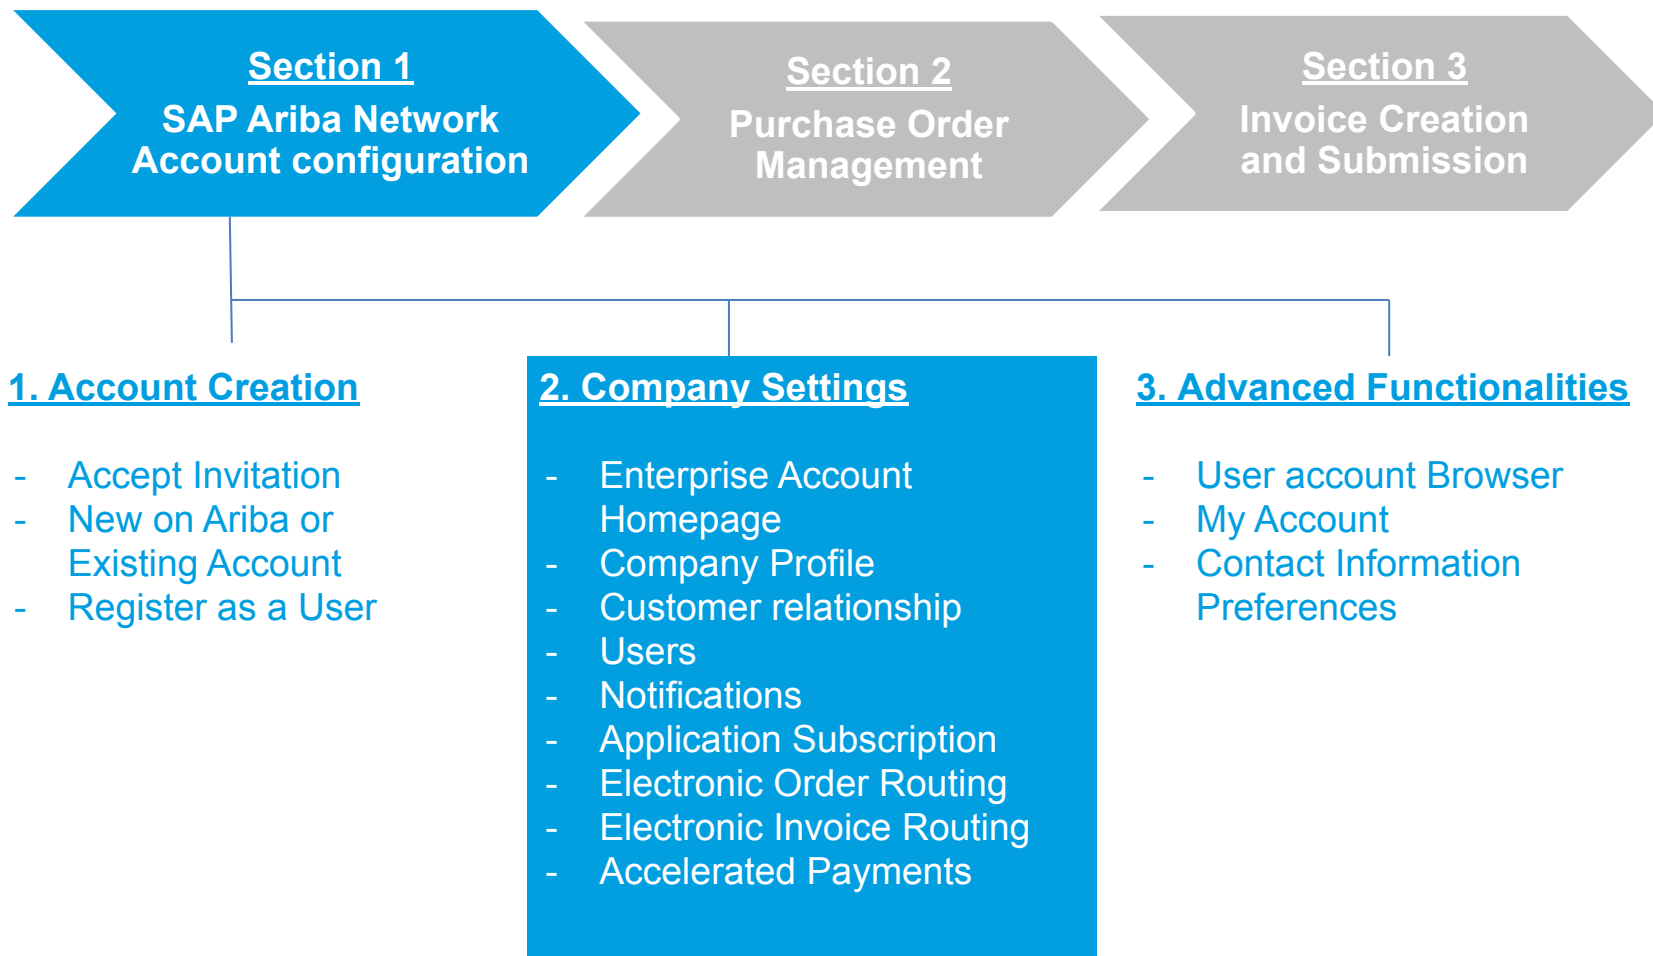 Section 1
SAP Ariba Network
Account configuration
Section 2
Purchase Order
Management
Section 3
Invoice Creation
and Submission
1. Account Creation
- Accept Invitation
- New on Ariba or
Existing Account
- Register as a User
2. Company Settings
- Enterprise Account
Homepage
- Company Profile
- Customer relationship
- Users
- Notifications
- Application Subscription
- Electronic Order Routing
- Electronic Invoice Routing
- Accelerated Payments
3. Advanced Functionalities
- User account Browser
- My Account
- Contact Information
Preferences